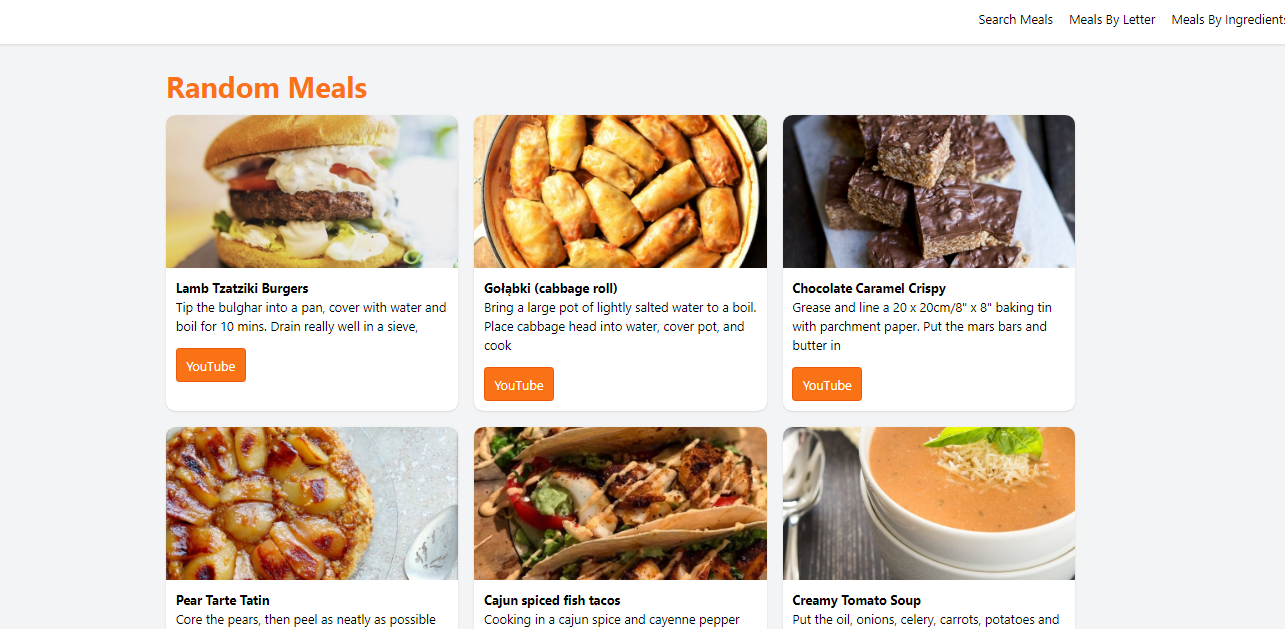 Search Meals Meals By Letter Meals By Ingredients
Random Meals
Lamb Tzatziki Burgers
Tip the bulghar into a pan, cover with water and
boil for 10 mins. Drain really well in a sieve,
YouTube
Gołąbki (cabbage roll)
Bring a large pot of lightly salted water to a boil.
Place cabbage head into water, cover pot, and
cook
YouTube
Chocolate Caramel Crispy
Grease and line a 20 x 20cm/8" x 8" baking tin
with parchment paper. Put the mars bars and
butter in
YouTube
Pear Tarte Tatin
Core the pears, then peel as neatly as possible
Cajun spiced fish tacos
Cooking in a cajun spice and cayenne pepper
Creamy Tomato Soup
Put the oil, onions, celery, carrots, potatoes and